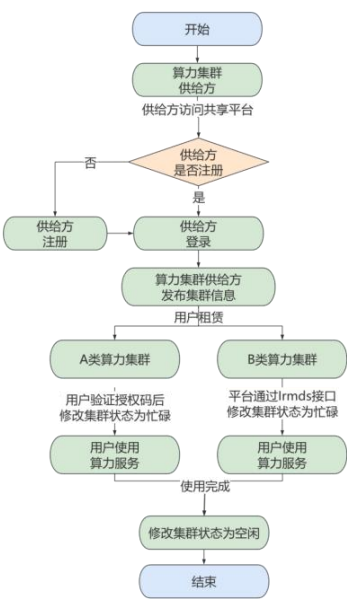 开始
算力集群
供给方
供给方访问共享平台
供给方
是否注册
否
是
供给方
注册
供给方
登录
算力集群供给方
发布集群信息
用户租赁
A类算力集群
B类算力集群
用户验证授权码后
修改集群状态为忙碌
平台通过lrmds接口
修改集群状态为忙碌
用户使用
算力服务
用户使用
算力服务
使用完成
修改集群状态为空闲
结束